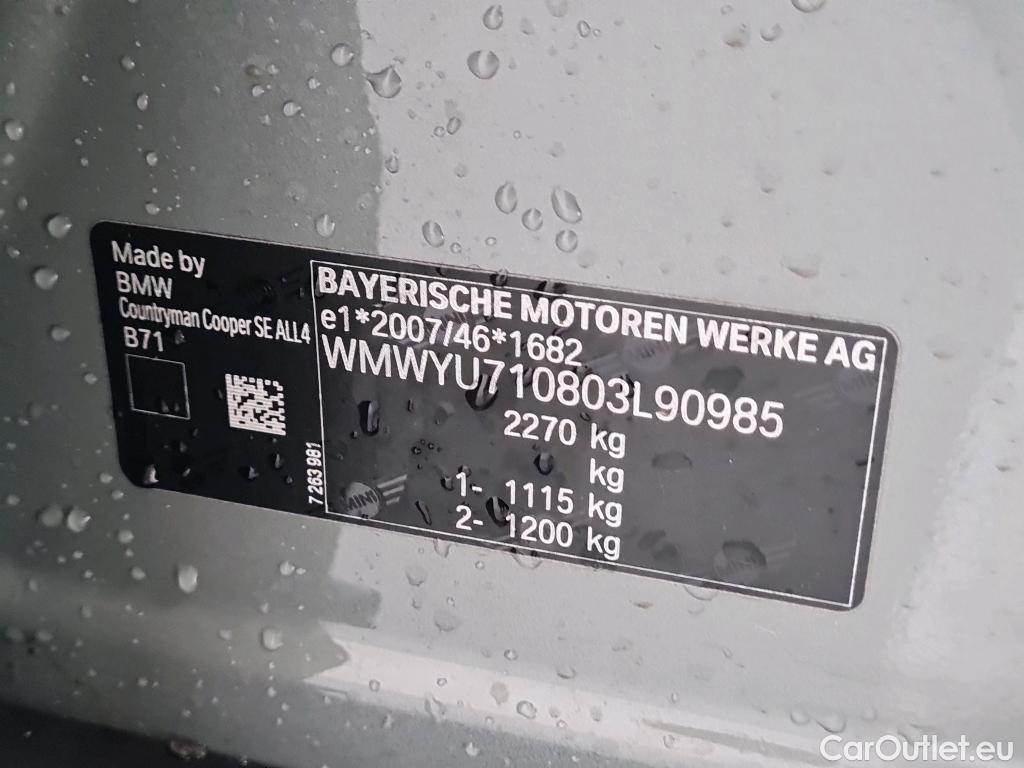 Made by
BMW
Countryman Cooper SE ALL4
B71
7 263 981
BAYERISCHE MOTOREN WERKE AG
e1*2007/46*1682
WMWYU710803L90985
2270 kg
kg
1- 1115 kg
2- 1200 kg
MINI
CarOutlet.eu